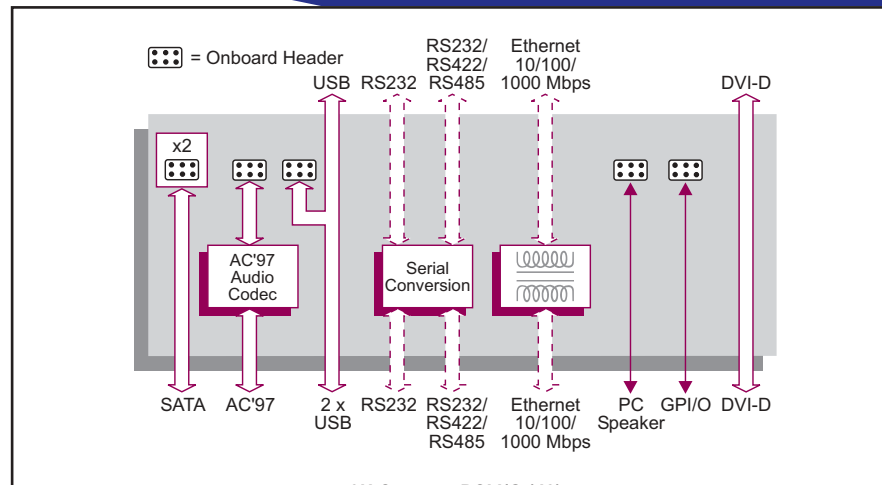 = Onboard Header
USB
RS232
RS232/
RS422/
RS485
Ethernet
10/100/
1000 Mbps
DVI-D
x2
AC'97
Audio
Codec
Serial
Conversion
SATA
AC'97
2 x
USB
RS232
RS232/
RS422/
RS485
Ethernet
10/100/
1000 Mbps
PC
Speaker
GPI/O
DVI-D